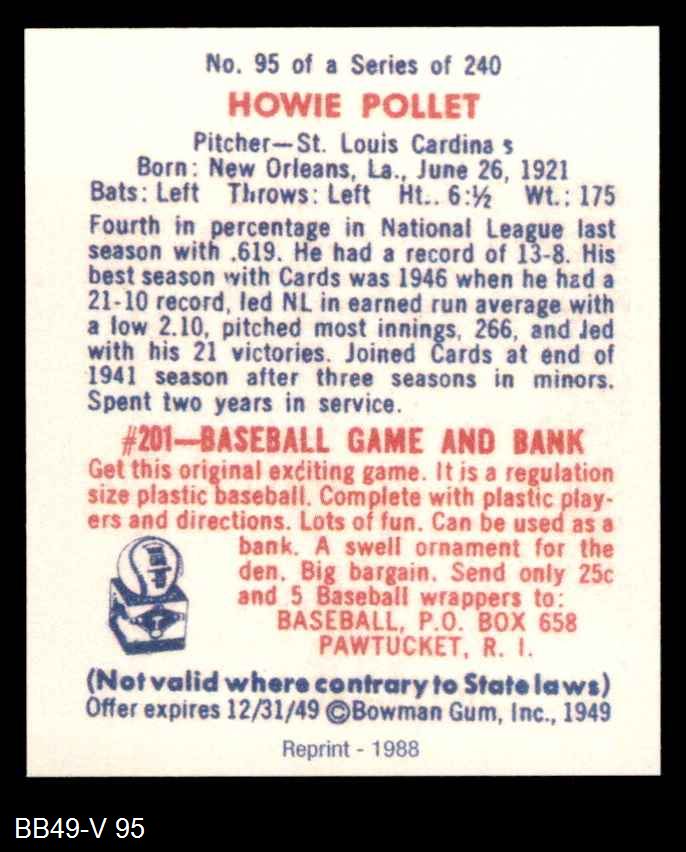 No. 95 of a Series of 240
HOWIE POLLET
Pitcher—St. Louis Cardina s
Born: New Orleans, La., June 26, 1921
Bats: Left Throws: Left Ht.. 6:½ Wt.: 175
Fourth in percentage in National League last
season with .619. He had a record of 13-8. His
best season with Cards was 1946 when he had a
21-10 record, led NL in earned run average with
a low 2.10, pitched most innings, 266, and led
with his 21 victories. Joined Cards at end of
1941 season after three seasons in minors.
Spent two years in service.
#201—BASEBALL GAME AND BANK
Get this original exciting game. It is a regulation
size plastic baseball. Complete with plastic play-
ers and directions. Lots of fun. Can be used as a
bank. A swell ornament for the
den. Big bargain. Send only 25c
and 5 Baseball wrappers to:
BASEBALL, P.O. BOX 658
PAWTUCKET, R. I.
(Not valid where contrary to State laws)
Offer expires 12/31/49 ©Bowman Gum, Inc., 1949
Reprint - 1988
BB49-V 95